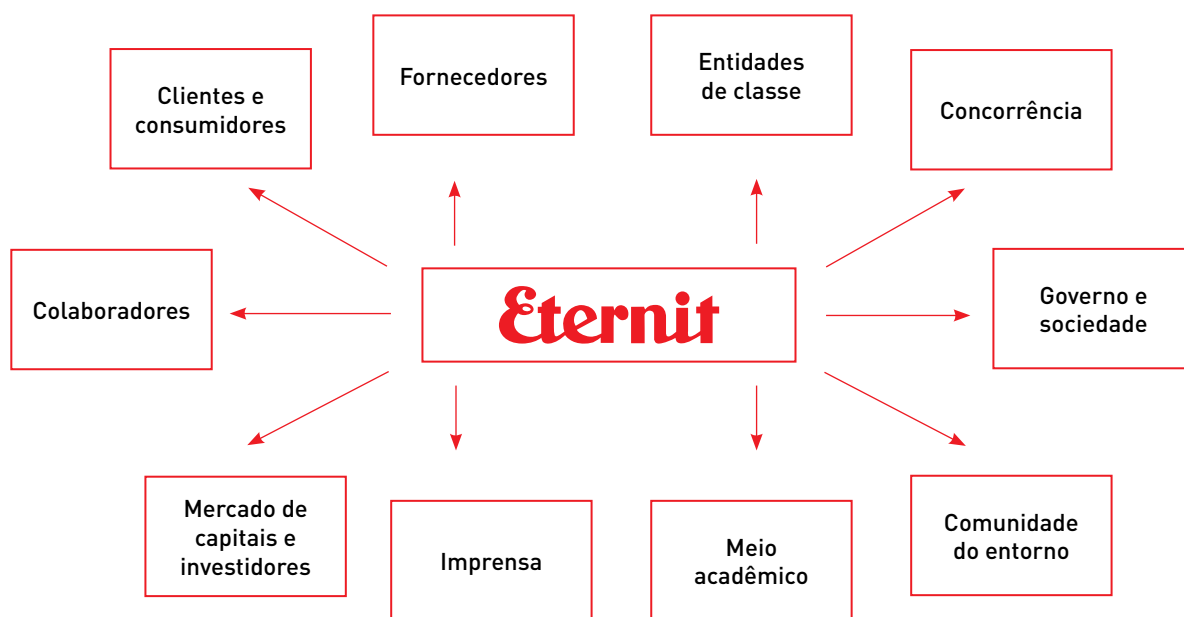 Clientes e
consumidores
Fornecedores
Entidades
de classe
Concorrência
Colaboradores
Eternit
Governo e
sociedade
Mercado de
capitais e
investidores
Imprensa
Meio
acadêmico
Comunidade
do entorno